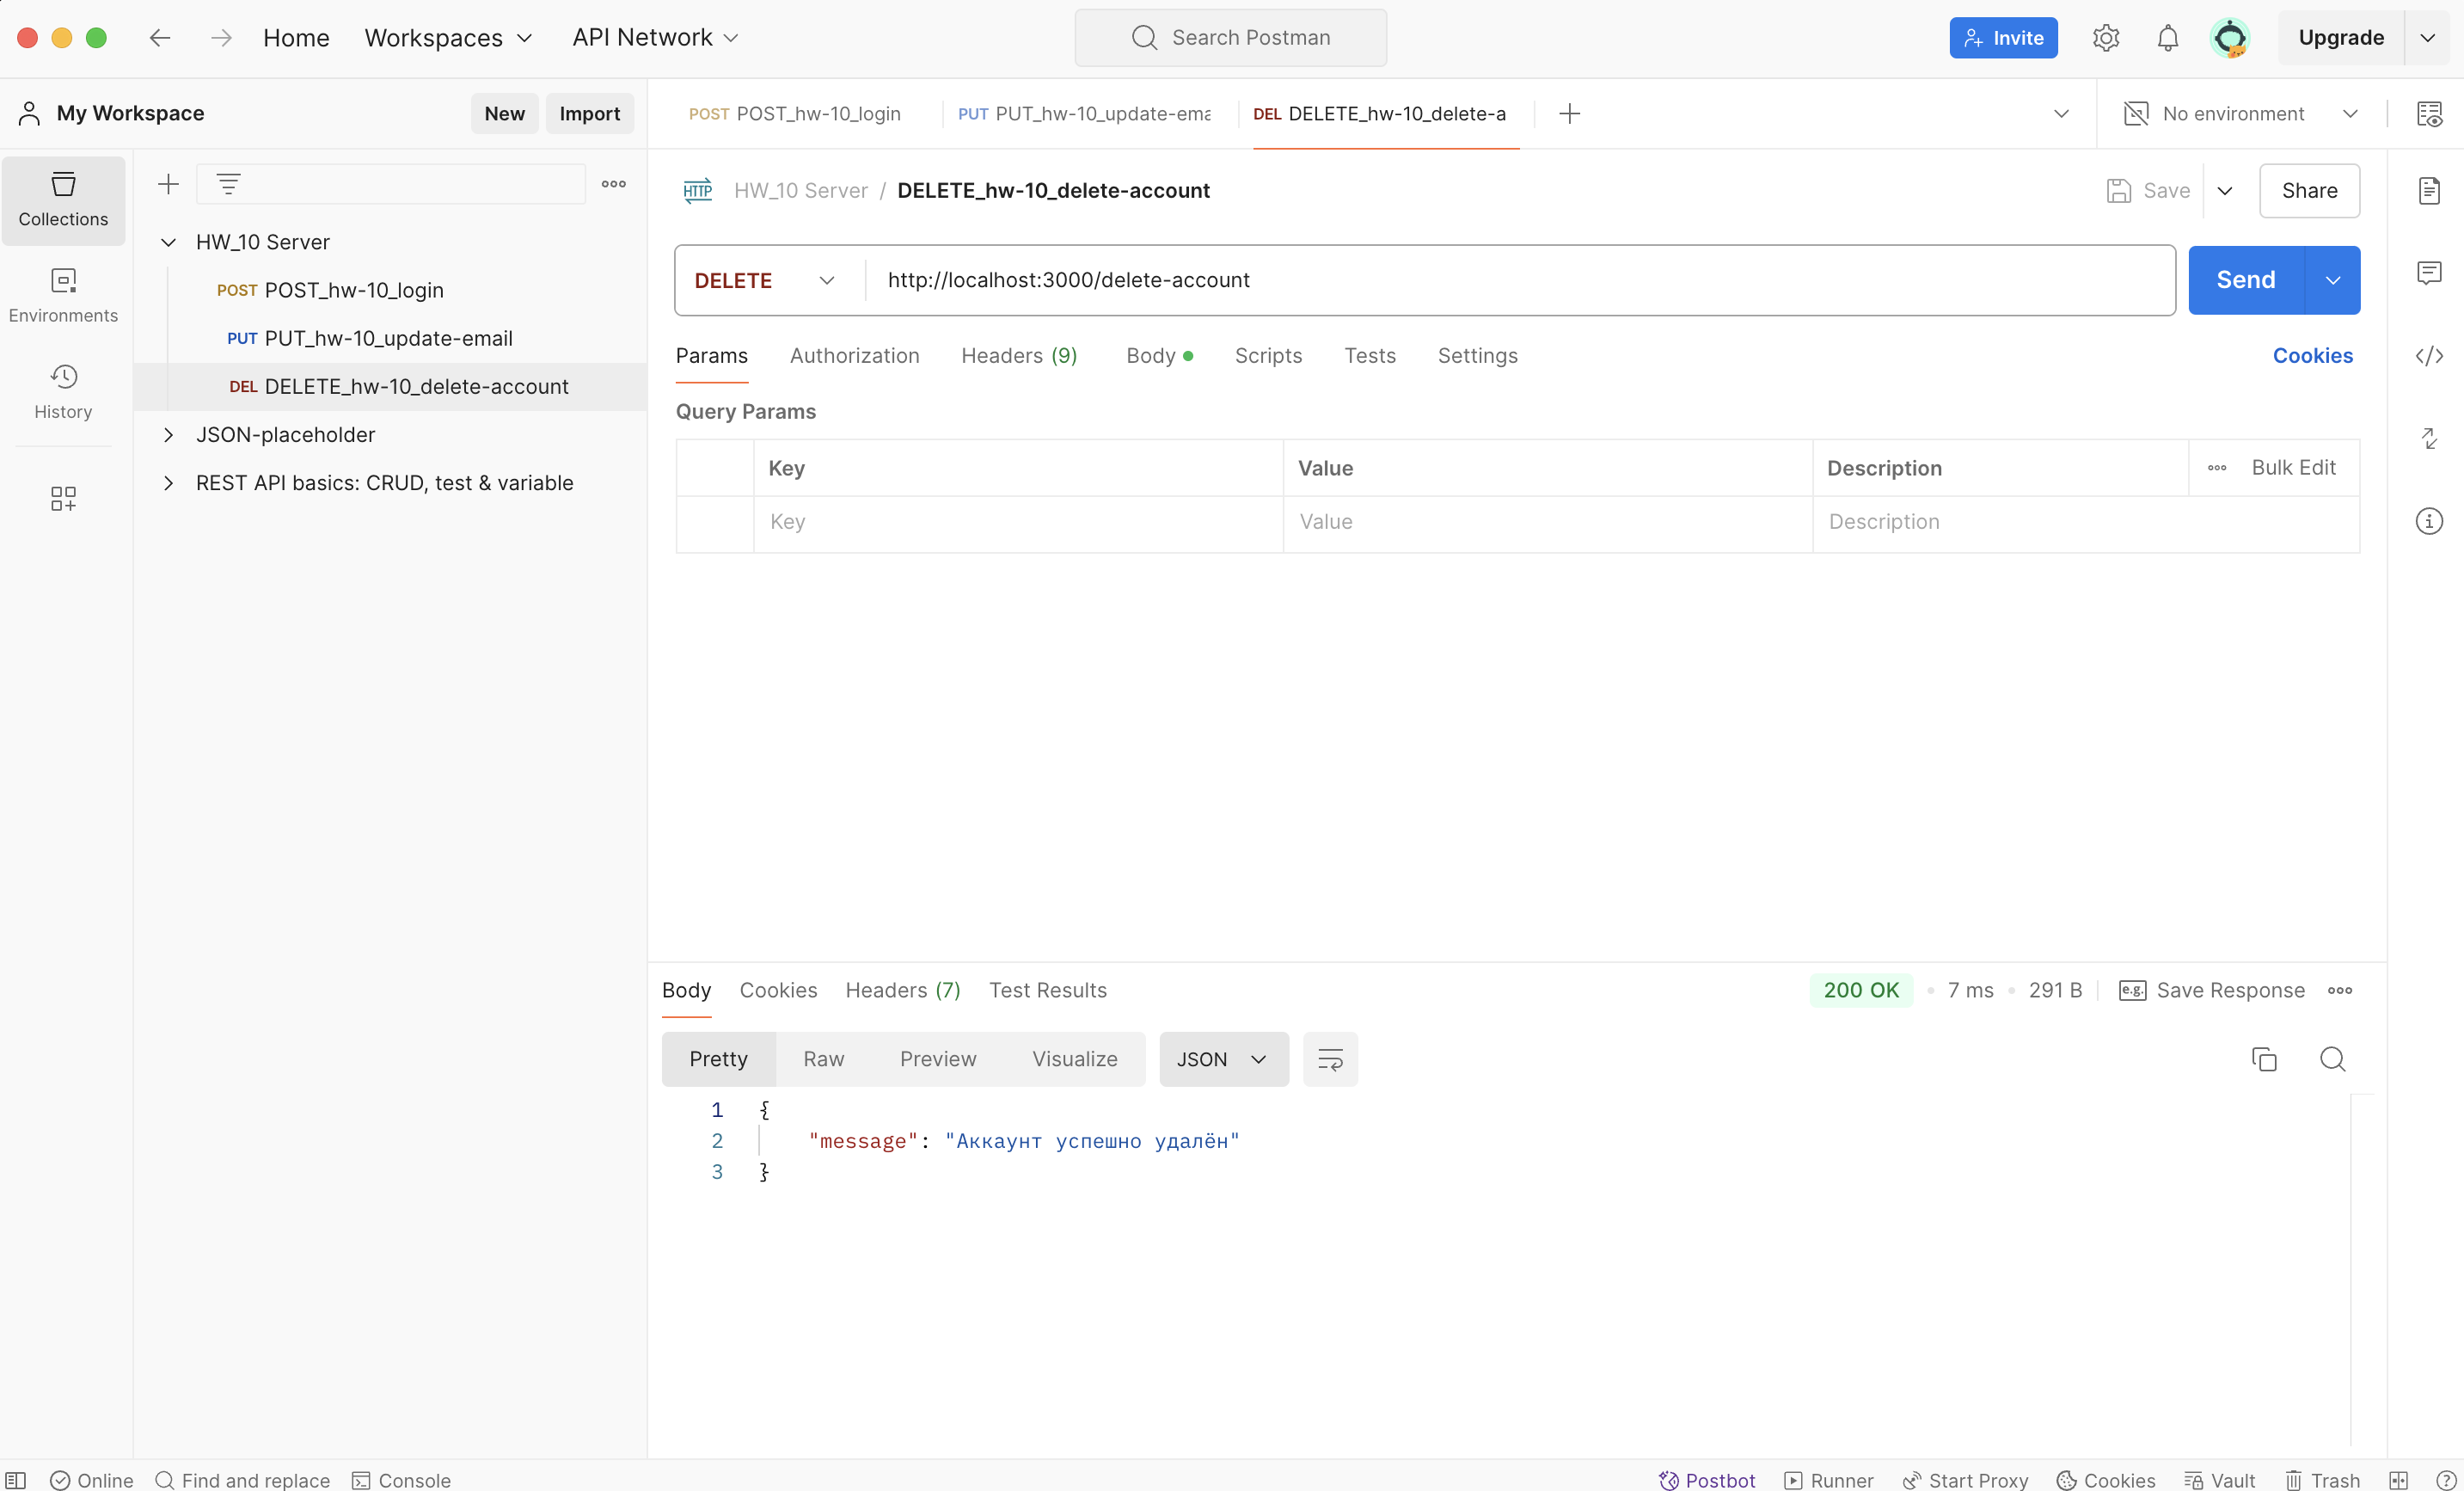 Home Workspaces API Network Search Postman Invite Upgrade
My Workspace New Import
POST POST_hw-10_login PUT PUT_hw-10_update-ema DEL DELETE_hw-10_delete-a No environment
Collections
Environments
History
HW_10 Server
POST POST_hw-10_login
PUT PUT_hw-10_update-email
DEL DELETE_hw-10_delete-account
JSON-placeholder
REST API basics: CRUD, test & variable
HTTP HW_10 Server / DELETE_hw-10_delete-account Save Share
DELETE http://localhost:3000/delete-account Send
Params Authorization Headers (9) Body Scripts Tests Settings Cookies
Query Params
Key Value Description Bulk Edit
Key Value Description
Body Cookies Headers (7) Test Results 200 OK 7 ms 291 B e.g. Save Response
Pretty Raw Preview Visualize JSON
1 {
2 "message": "Аккаунт успешно удалён"
3 }
Online Find and replace Console Postbot Runner Start Proxy Cookies Vault Trash